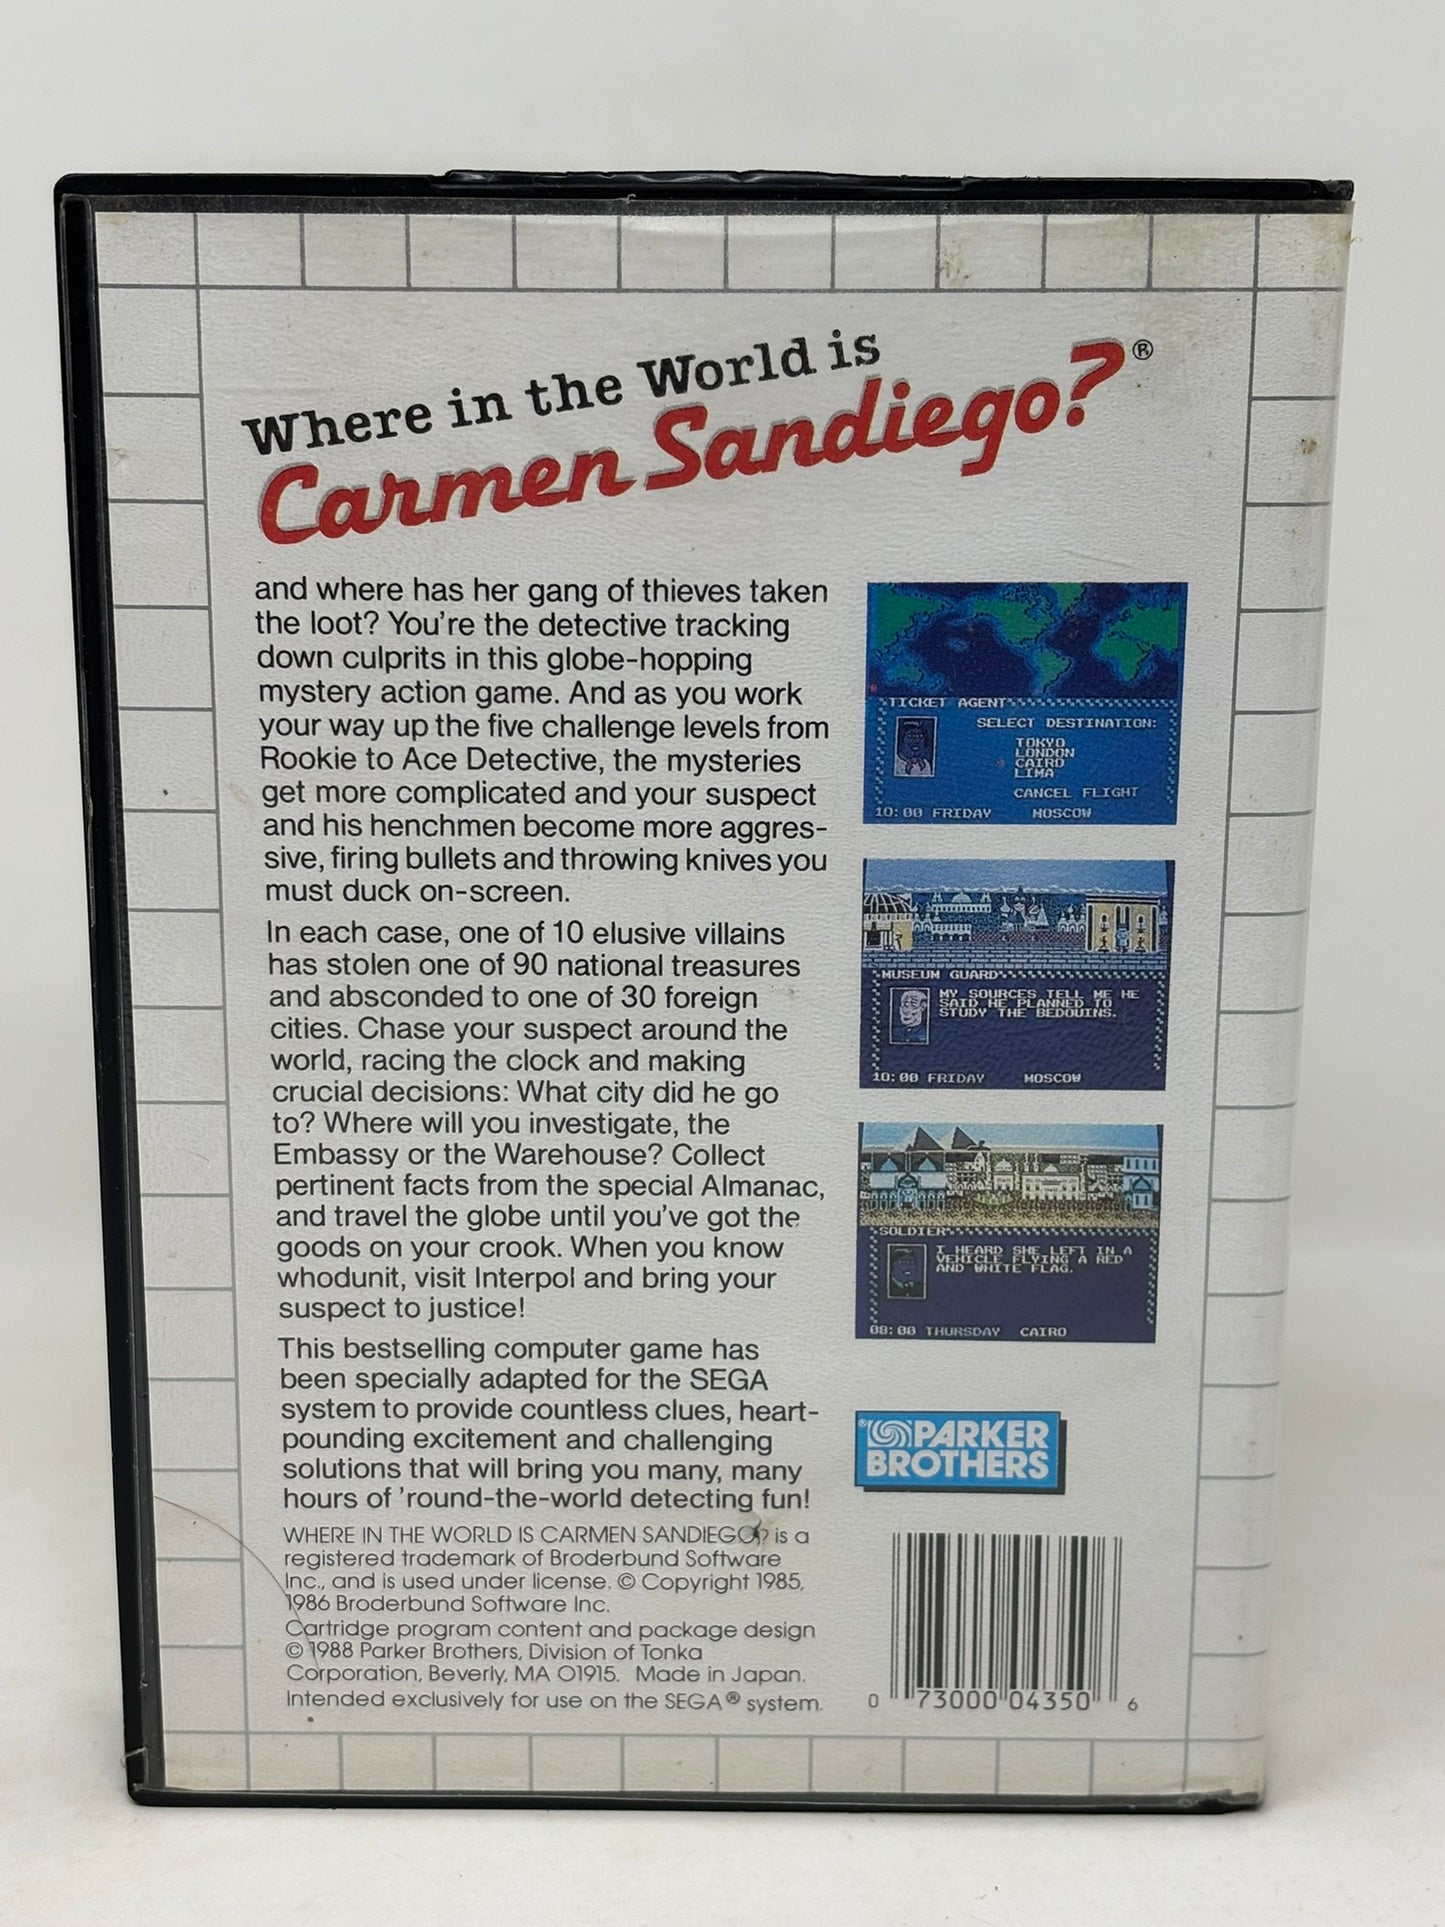 Where in the World is
Carmen Sandiego?®
and where has her gang of thieves taken
the loot? You're the detective tracking
down culprits in this globe-hopping
mystery action game. And as you work
your way up the five challenge levels from
Rookie to Ace Detective, the mysteries
get more complicated and your suspect
and his henchmen become more aggres-
sive, firing bullets and throwing knives you
must duck on-screen.
In each case, one of 10 elusive villains
has stolen one of 90 national treasures
and absconded to one of 30 foreign
cities. Chase your suspect around the
world, racing the clock and making
crucial decisions: What city did he go
to? Where will you investigate, the
Embassy or the Warehouse? Collect
pertinent facts from the special Almanac,
and travel the globe until you've got the
goods on your crook. When you know
whodunit, visit Interpol and bring your
suspect to justice!
This bestselling computer game has
been specially adapted for the SEGA
system to provide countless clues, heart-
pounding excitement and challenging
solutions that will bring you many, many
hours of 'round-the-world detecting fun!
WHERE IN THE WORLD IS CARMEN SANDIEGO? is a
registered trademark of Broderbund Software
Inc., and is used under license. © Copyright 1985,
1986 Broderbund Software Inc.
Cartridge program content and package design
© 1988 Parker Brothers, Division of Tonka
Corporation, Beverly, MA 01915. Made in Japan.
Intended exclusively for use on the SEGA® system.
TICKET AGENT
SELECT DESTINATION:
TOKYO
LONDON
CAIRO
LIMA
CANCEL FLIGHT
10:00 FRIDAY MOSCOW
MUSEUM GUARD
MY SOURCES TELL ME HE
SAID HE PLANNED TO
STUDY THE BEDOUINS.
10:00 FRIDAY MOSCOW
SOLDIER
I HEARD SHE LEFT IN A
VEHICLE FLYING A RED
AND WHITE FLAG.
08:00 THURSDAY CAIRO
®PARKER
BROTHERS
0 73000 04350 6